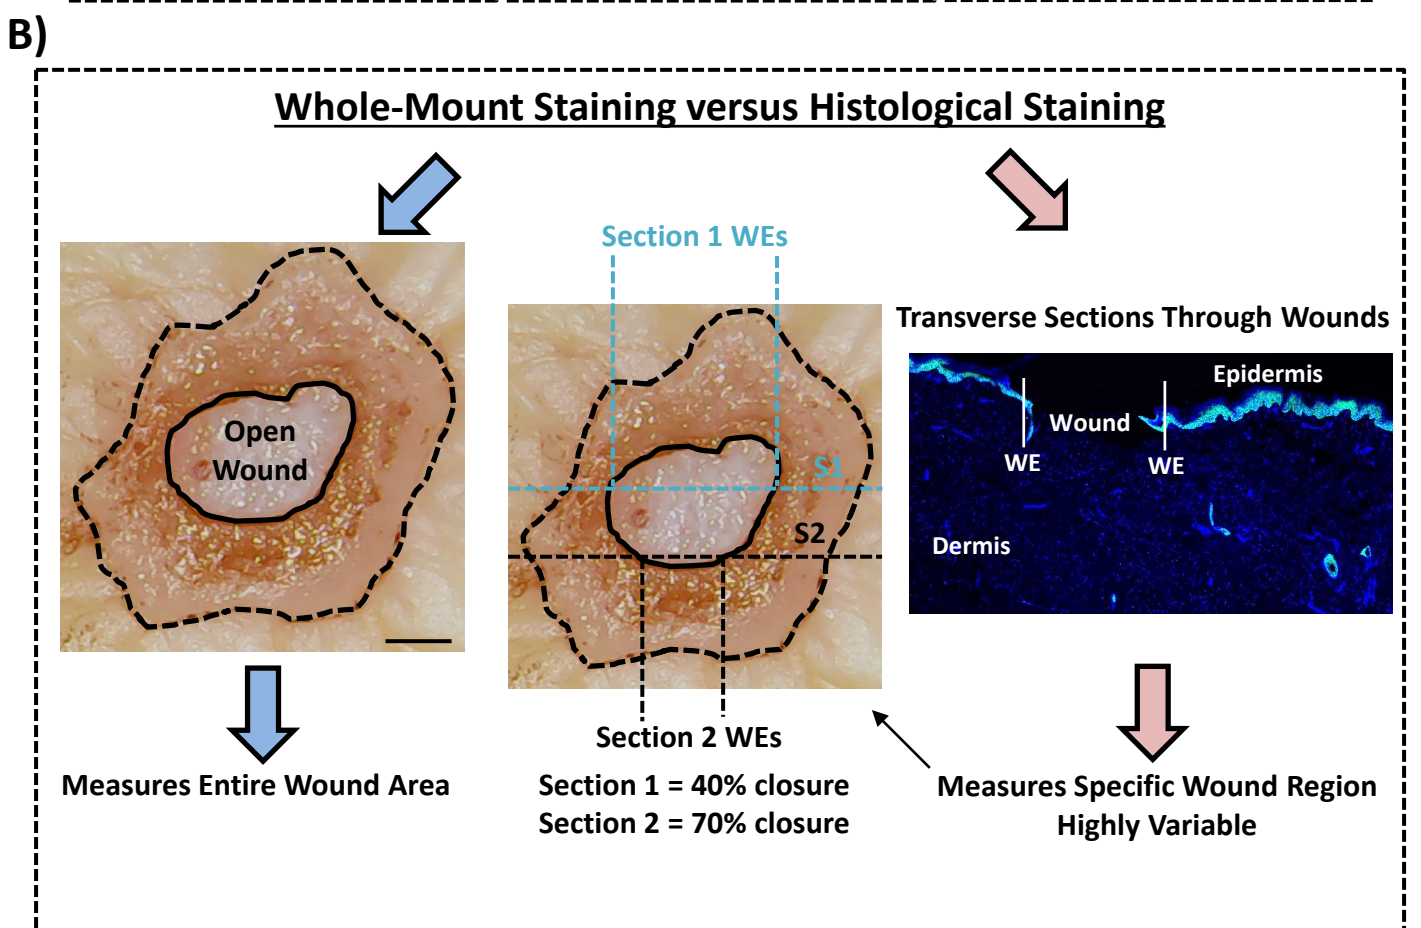 B)
Whole-Mount Staining versus Histological Staining
Open
Wound
Measures Entire Wound Area
Section 1 WEs
S1
S2
Section 2 WEs
Section 1 = 40% closure
Section 2 = 70% closure
Transverse Sections Through Wounds
Epidermis
Wound
WE
WE
Dermis
Measures Specific Wound Region
Highly Variable